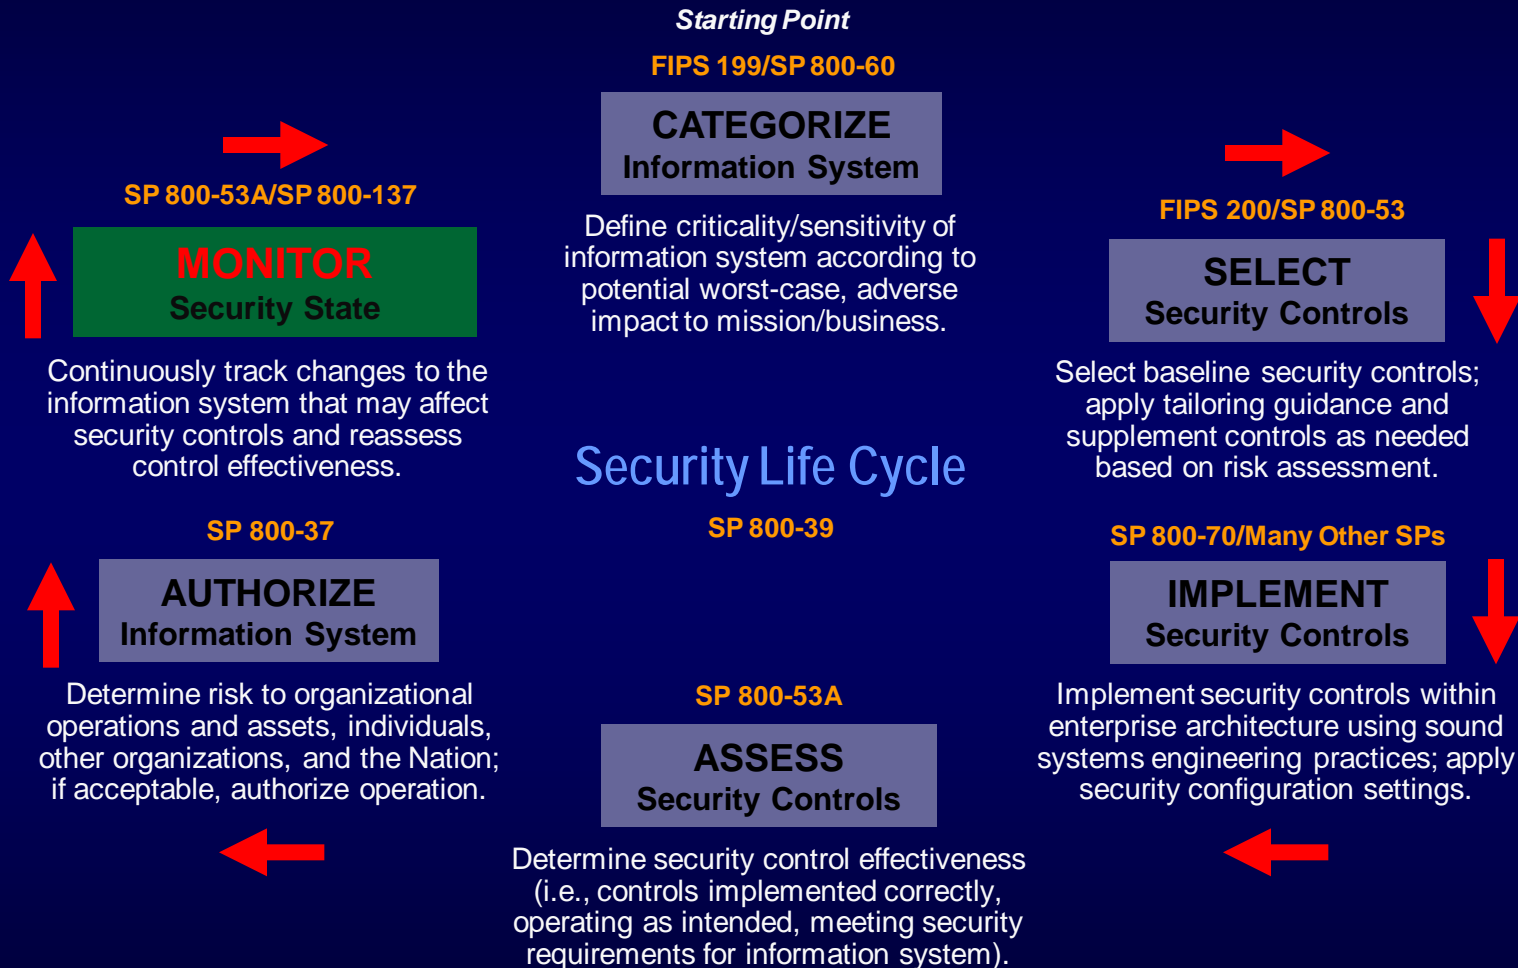 Starting Point
FIPS 199/SP 800-60
CATEGORIZE
Information System
Define criticality/sensitivity of
information system according to
potential worst-case, adverse
impact to mission/business.
FIPS 200/SP 800-53
SELECT
Security Controls
Select baseline security controls;
apply tailoring guidance and
supplement controls as needed
based on risk assessment.
SP 800-70/Many Other SPs
IMPLEMENT
Security Controls
Implement security controls within
enterprise architecture using sound
systems engineering practices; apply
security configuration settings.
SP 800-53A
ASSESS
Security Controls
Determine security control effectiveness
(i.e., controls implemented correctly,
operating as intended, meeting security
requirements for information system).
SP 800-37
AUTHORIZE
Information System
Determine risk to organizational
operations and assets, individuals,
other organizations, and the Nation;
if acceptable, authorize operation.
SP 800-53A/SP 800-137
MONITOR
Security State
Continuously track changes to the
information system that may affect
security controls and reassess
control effectiveness.
Security Life Cycle
SP 800-39